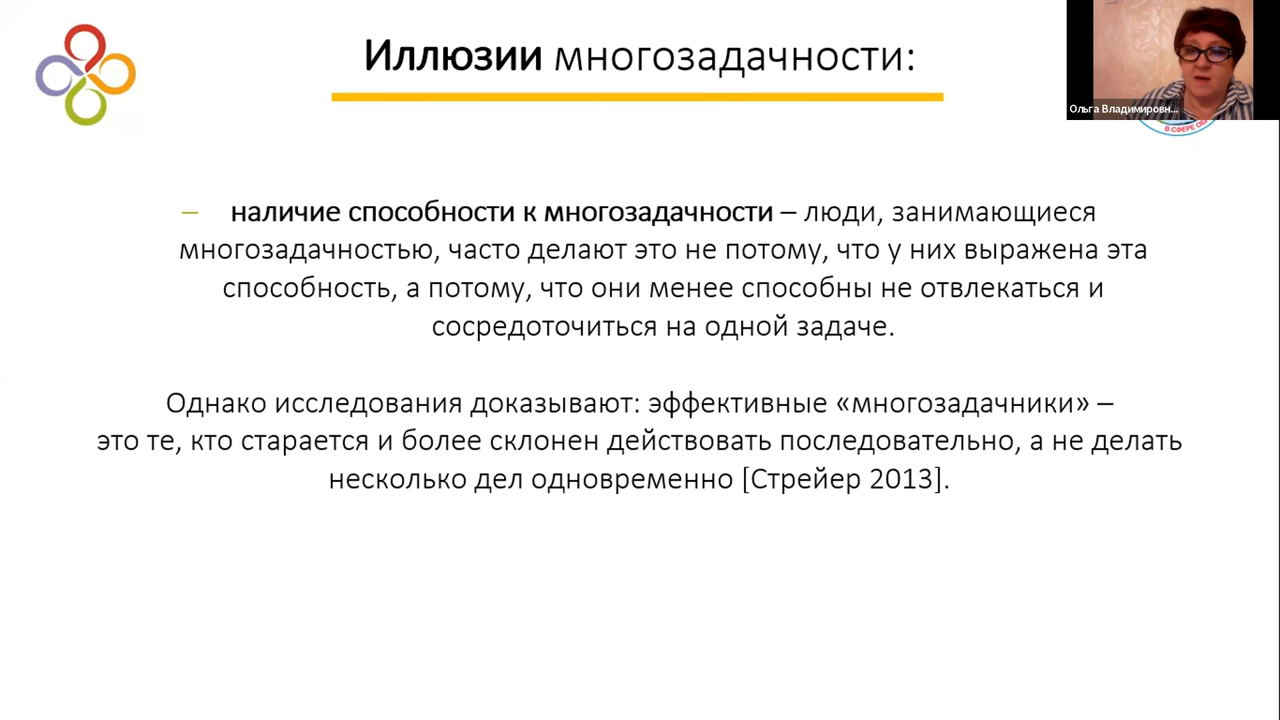 Иллюзии многозадачности:
Ольга Владимировн...
В СФЕРЕ
– наличие способности к многозадачности – люди, занимающиеся
многозадачностью, часто делают это не потому, что у них выражена эта
способность, а потому, что они менее способны не отвлекаться и
сосредоточиться на одной задаче.
Однако исследования доказывают: эффективные «многозадачники» –
это те, кто старается и более склонен действовать последовательно, а не делать
несколько дел одновременно [Стрейер 2013].